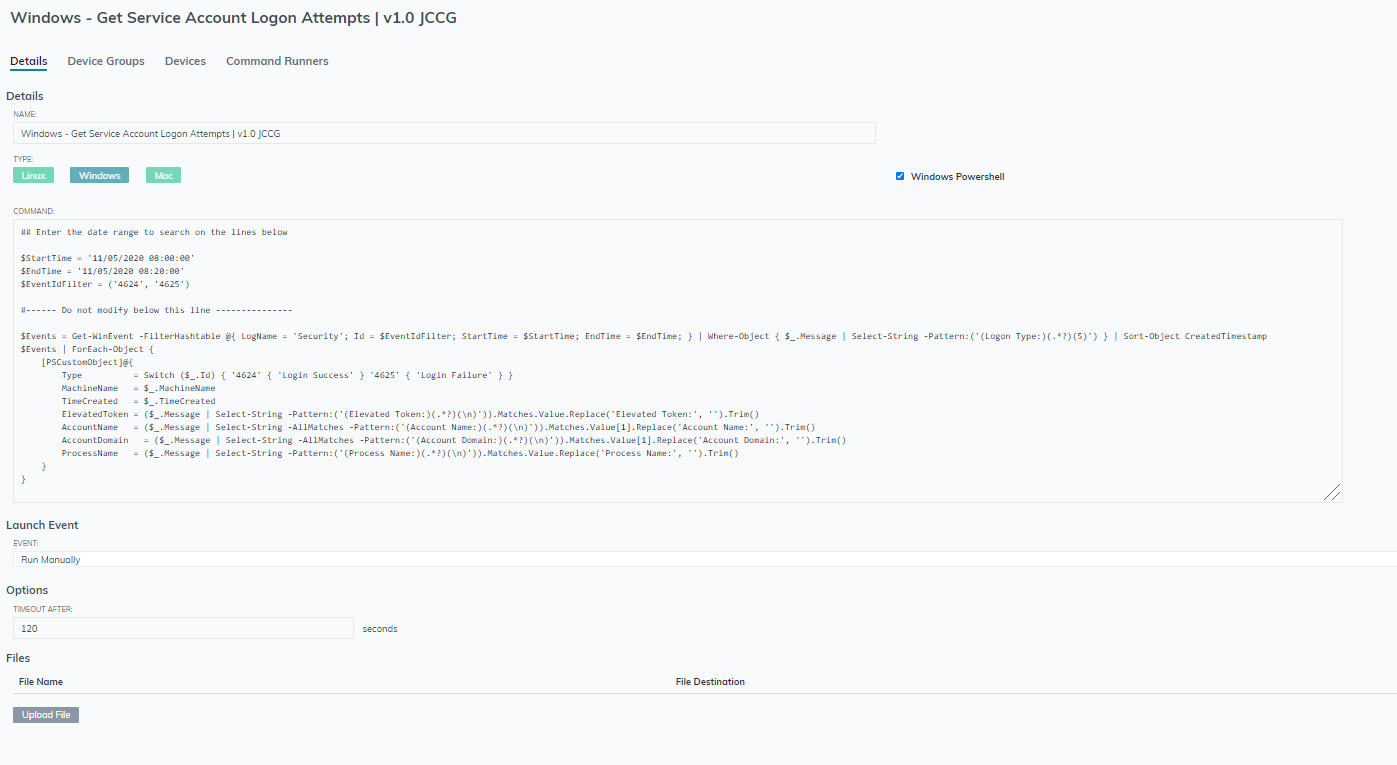 Windows - Get Service Account Logon Attempts | v1.0 JCCG
Details Device Groups Devices Command Runners
Details
NAME:
Windows - Get Service Account Logon Attempts | v1.0 JCCG
TYPE:
Linux Windows Mac Windows Powershell
COMMAND:
## Enter the date range to search on the lines below
$StartTime = '11/05/2020 08:00:00'
$EndTime = '11/05/2020 08:20:00'
$EventIdFilter = ('4624', '4625')
#------ Do not modify below this line ---------------
$Events = Get-WinEvent -FilterHashtable @{ LogName = 'Security'; Id = $EventIdFilter; StartTime = $StartTime; EndTime = $EndTime; } | Where-Object { $_.Message | Select-String -Pattern:('(Logon Type:)(.*?)(5)') } | Sort-Object CreatedTimestamp
$Events | ForEach-Object {
    [PSCustomObject]@{
        Type          = Switch ($_.Id) { '4624' { 'Login Success' } '4625' { 'Login Failure' } }
        MachineName   = $_.MachineName
        TimeCreated   = $_.TimeCreated
        ElevatedToken = ($_.Message | Select-String -Pattern:('(Elevated Token:)(.*?)(\n)')).Matches.Value.Replace('Elevated Token:', '').Trim()
        AccountName   = ($_.Message | Select-String -AllMatches -Pattern:('(Account Name:)(.*?)(\n)')).Matches.Value[1].Replace('Account Name:', '').Trim()
        AccountDomain   = ($_.Message | Select-String -AllMatches -Pattern:('(Account Domain:)(.*?)(\n)')).Matches.Value[1].Replace('Account Domain:', '').Trim()
        ProcessName   = ($_.Message | Select-String -Pattern:('(Process Name:)(.*?)(\n)')).Matches.Value.Replace('Process Name:', '').Trim()
    }
}
Launch Event
EVENT:
Run Manually
Options
TIMEOUT AFTER:
120 seconds
Files
File Name File Destination
Upload File